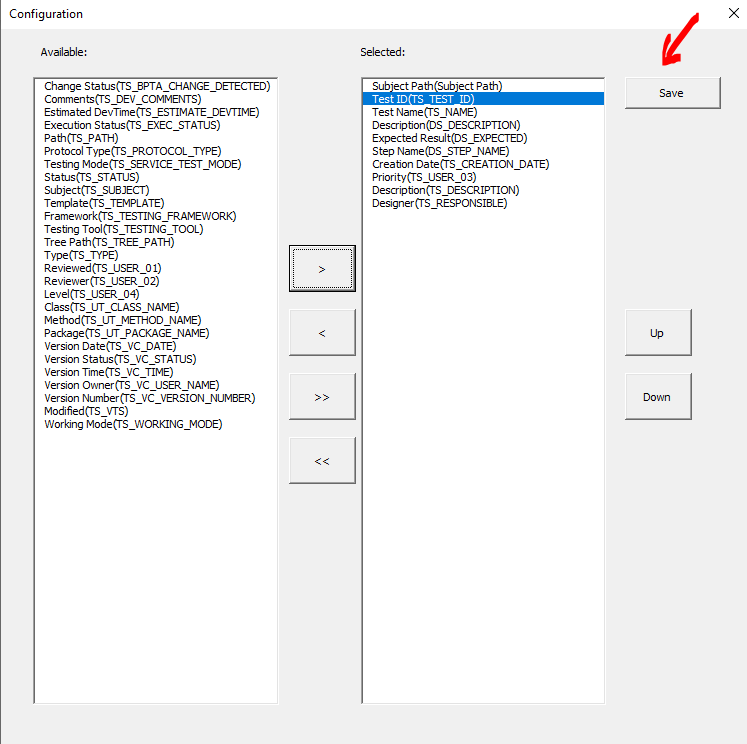 Configuration
Available:
Selected:
Change Status(TS_BPTA_CHANGE_DETECTED)
Comments(TS_DEV_COMMENTS)
Estimated DevTime(TS_ESTIMATE_DEVTIME)
Execution Status(TS_EXEC_STATUS)
Path(TS_PATH)
Protocol Type(TS_PROTOCOL_TYPE)
Testing Mode(TS_SERVICE_TEST_MODE)
Status(TS_STATUS)
Subject(TS_SUBJECT)
Template(TS_TEMPLATE)
Framework(TS_TESTING_FRAMEWORK)
Testing Tool(TS_TESTING_TOOL)
Tree Path(TS_TREE_PATH)
Type(TS_TYPE)
Reviewed(TS_USER_01)
Reviewer(TS_USER_02)
Level(TS_USER_04)
Class(TS_UT_CLASS_NAME)
Method(TS_UT_METHOD_NAME)
Package(TS_UT_PACKAGE_NAME)
Version Date(TS_VC_DATE)
Version Status(TS_VC_STATUS)
Version Time(TS_VC_TIME)
Version Owner(TS_VC_USER_NAME)
Version Number(TS_VC_VERSION_NUMBER)
Modified(TS_VTS)
Working Mode(TS_WORKING_MODE)
>
<
>>
<<
Subject Path(Subject Path)
Test ID(TS_TEST_ID)
Test Name(TS_NAME)
Description(DS_DESCRIPTION)
Expected Result(DS_EXPECTED)
Step Name(DS_STEP_NAME)
Creation Date(TS_CREATION_DATE)
Priority(TS_USER_03)
Description(TS_DESCRIPTION)
Designer(TS_RESPONSIBLE)
Save
Up
Down